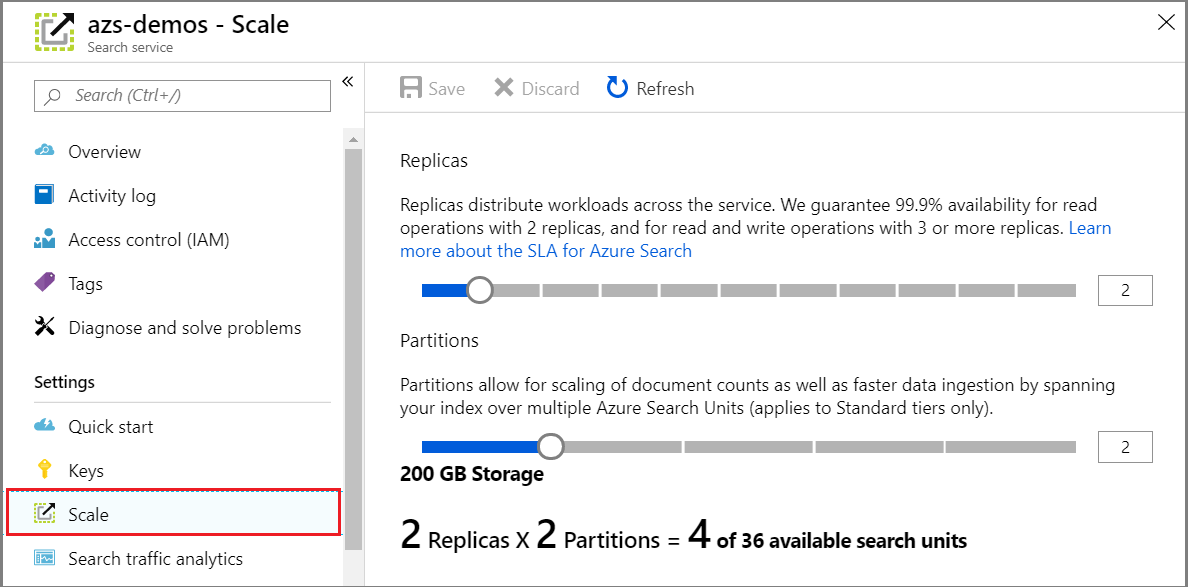 azs-demos - Scale
Search service
Search (Ctrl+/)
Overview
Activity log
Access control (IAM)
Tags
Diagnose and solve problems
Settings
Quick start
Keys
Scale
Search traffic analytics
Save Discard Refresh
Replicas
Replicas distribute workloads across the service. We guarantee 99.9% availability for read
operations with 2 replicas, and for read and write operations with 3 or more replicas. Learn
more about the SLA for Azure Search
2
Partitions
Partitions allow for scaling of document counts as well as faster data ingestion by spanning
your index over multiple Azure Search Units (applies to Standard tiers only).
2
200 GB Storage
2 Replicas X 2 Partitions = 4 of 36 available search units